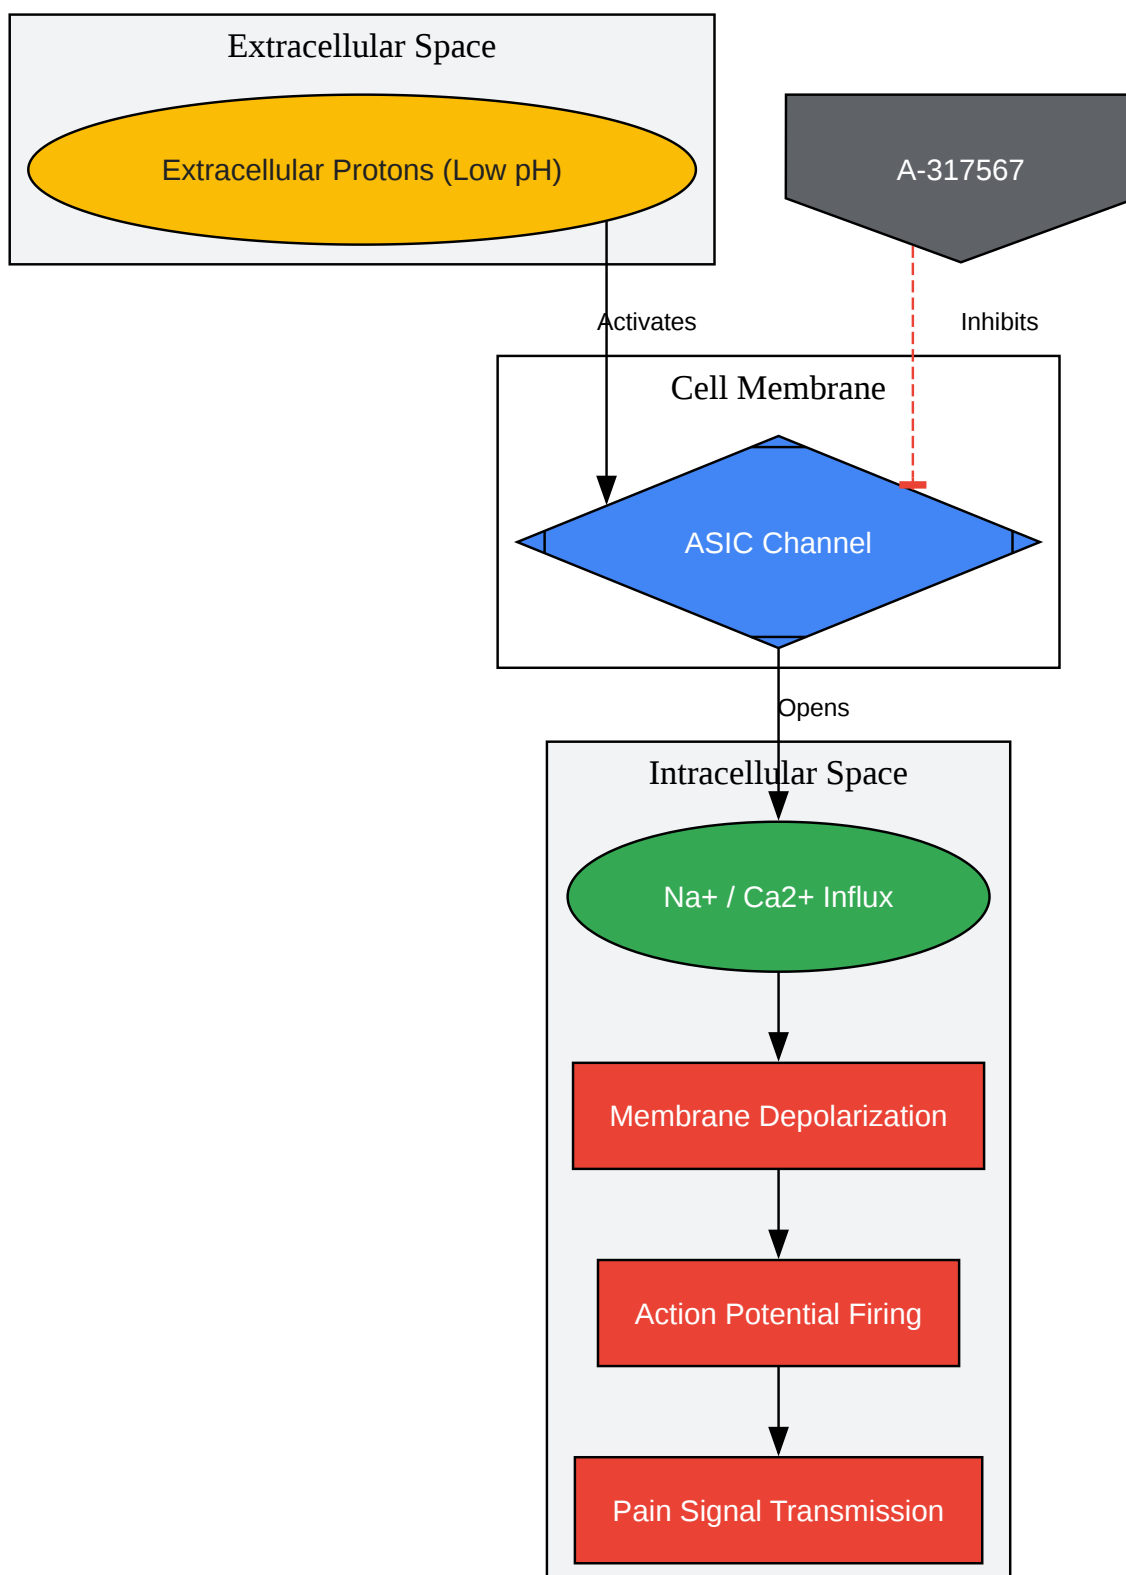 Extracellular Space
Extracellular Protons (Low pH)
A-317567
Activates
Inhibits
Cell Membrane
ASIC Channel
Opens
Intracellular Space
Na+ / Ca2+ Influx
Membrane Depolarization
Action Potential Firing
Pain Signal Transmission